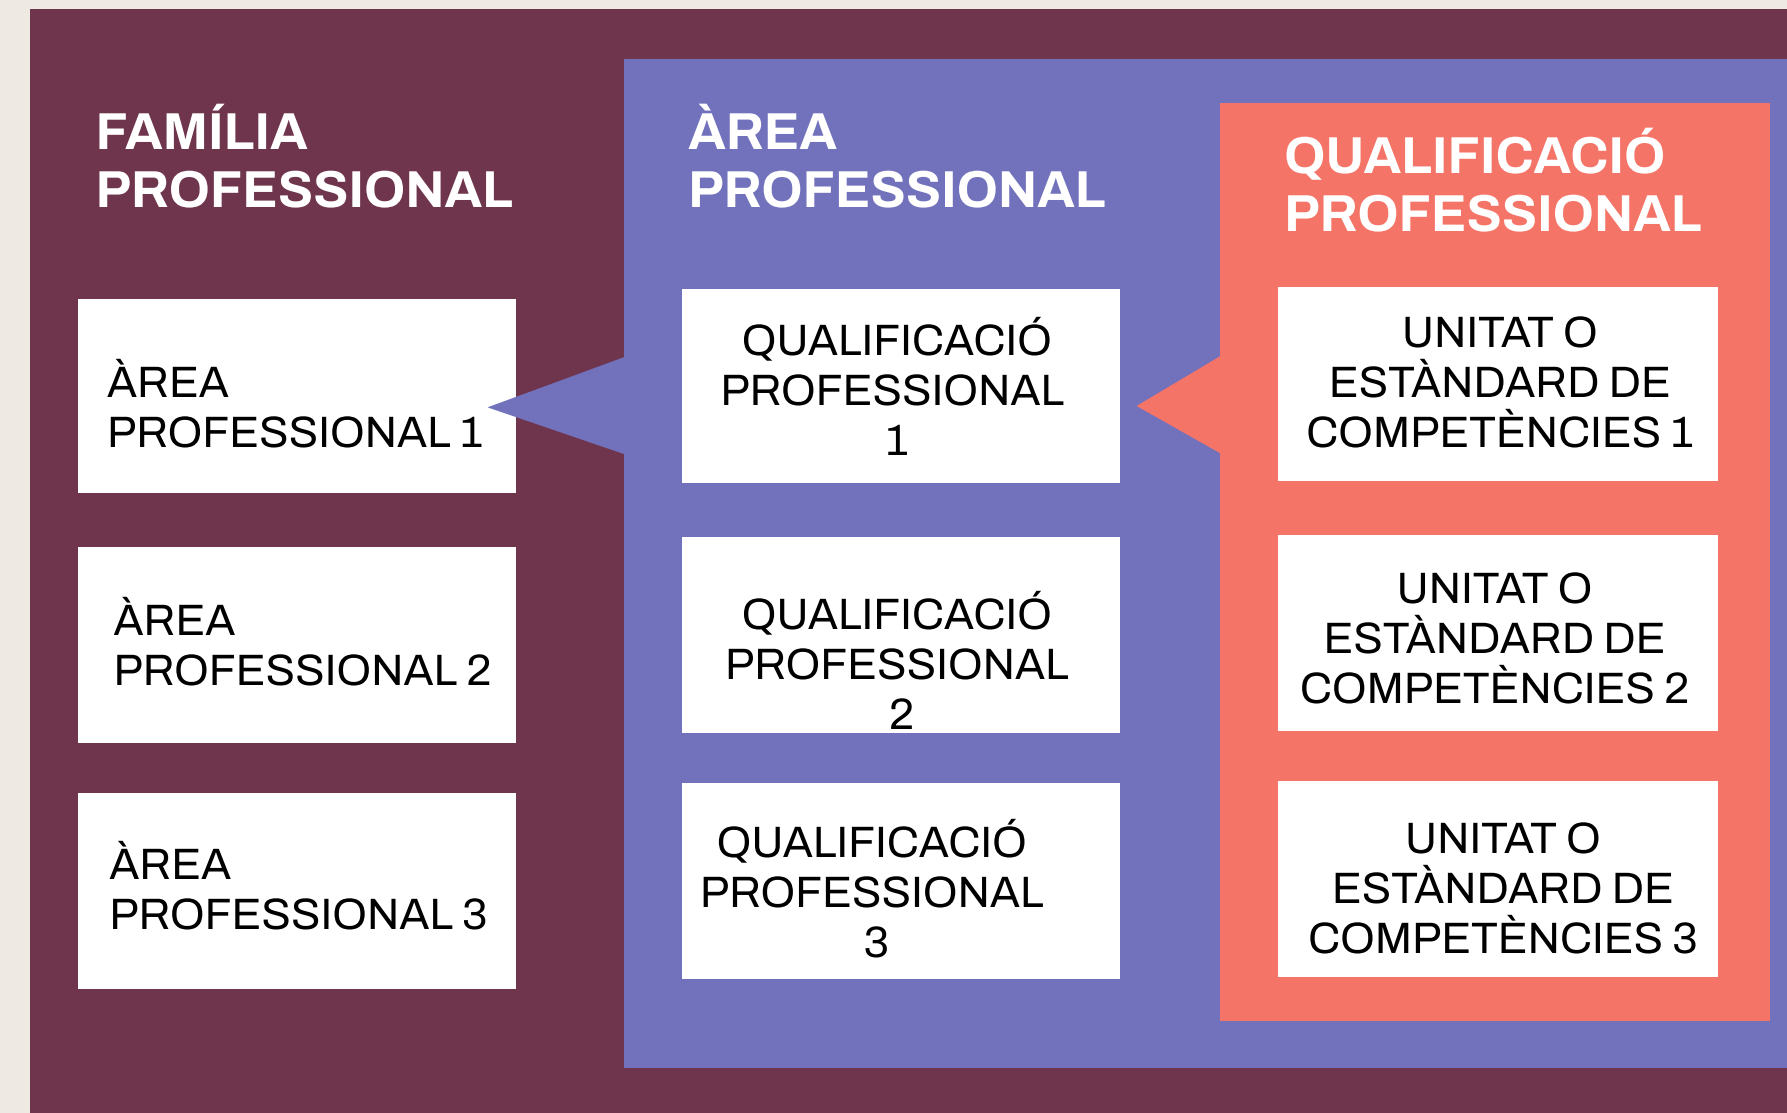 FAMÍLIA
PROFESSIONAL
ÀREA
PROFESSIONAL 1
ÀREA
PROFESSIONAL 2
ÀREA
PROFESSIONAL 3
ÀREA
PROFESSIONAL
QUALIFICACIÓ
PROFESSIONAL
1
QUALIFICACIÓ
PROFESSIONAL
2
QUALIFICACIÓ
PROFESSIONAL
3
QUALIFICACIÓ
PROFESSIONAL
UNITAT O
ESTÀNDARD DE
COMPETÈNCIES 1
UNITAT O
ESTÀNDARD DE
COMPETÈNCIES 2
UNITAT O
ESTÀNDARD DE
COMPETÈNCIES 3